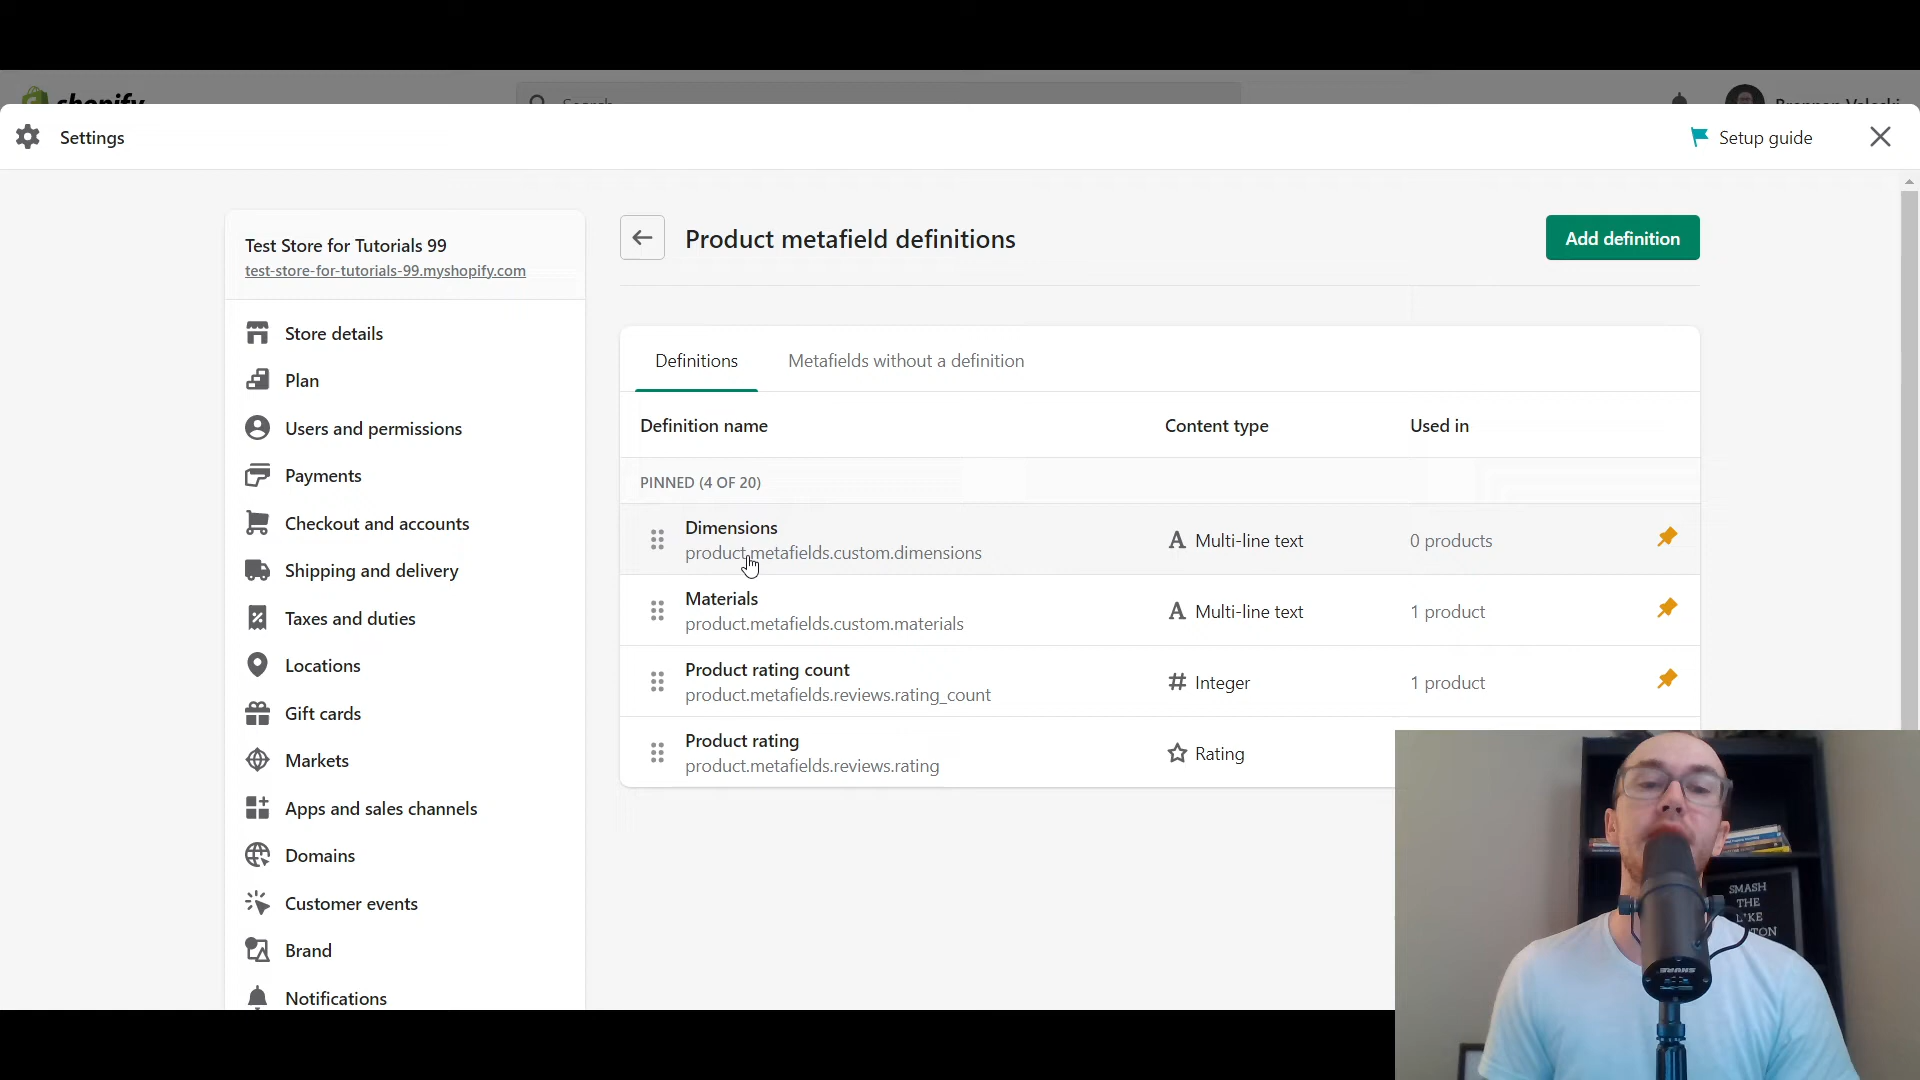 shopify
Search
Settings
Setup guide
Test Store for Tutorials 99
test-store-for-tutorials-99.myshopify.com
Store details
Plan
Users and permissions
Payments
Checkout and accounts
Shipping and delivery
Taxes and duties
Locations
Gift cards
Markets
Apps and sales channels
Domains
Customer events
Brand
Notifications
Product metafield definitions
Add definition
Definitions
Metafields without a definition
Definition name
Content type
Used in
PINNED (4 OF 20)
Dimensions
product.metafields.custom.dimensions
Multi-line text
0 products
Materials
product.metafields.custom.materials
Multi-line text
1 product
Product rating count
product.metafields.reviews.rating_count
Integer
1 product
Product rating
product.metafields.reviews.rating
Rating
SMASH
THE
SHURE